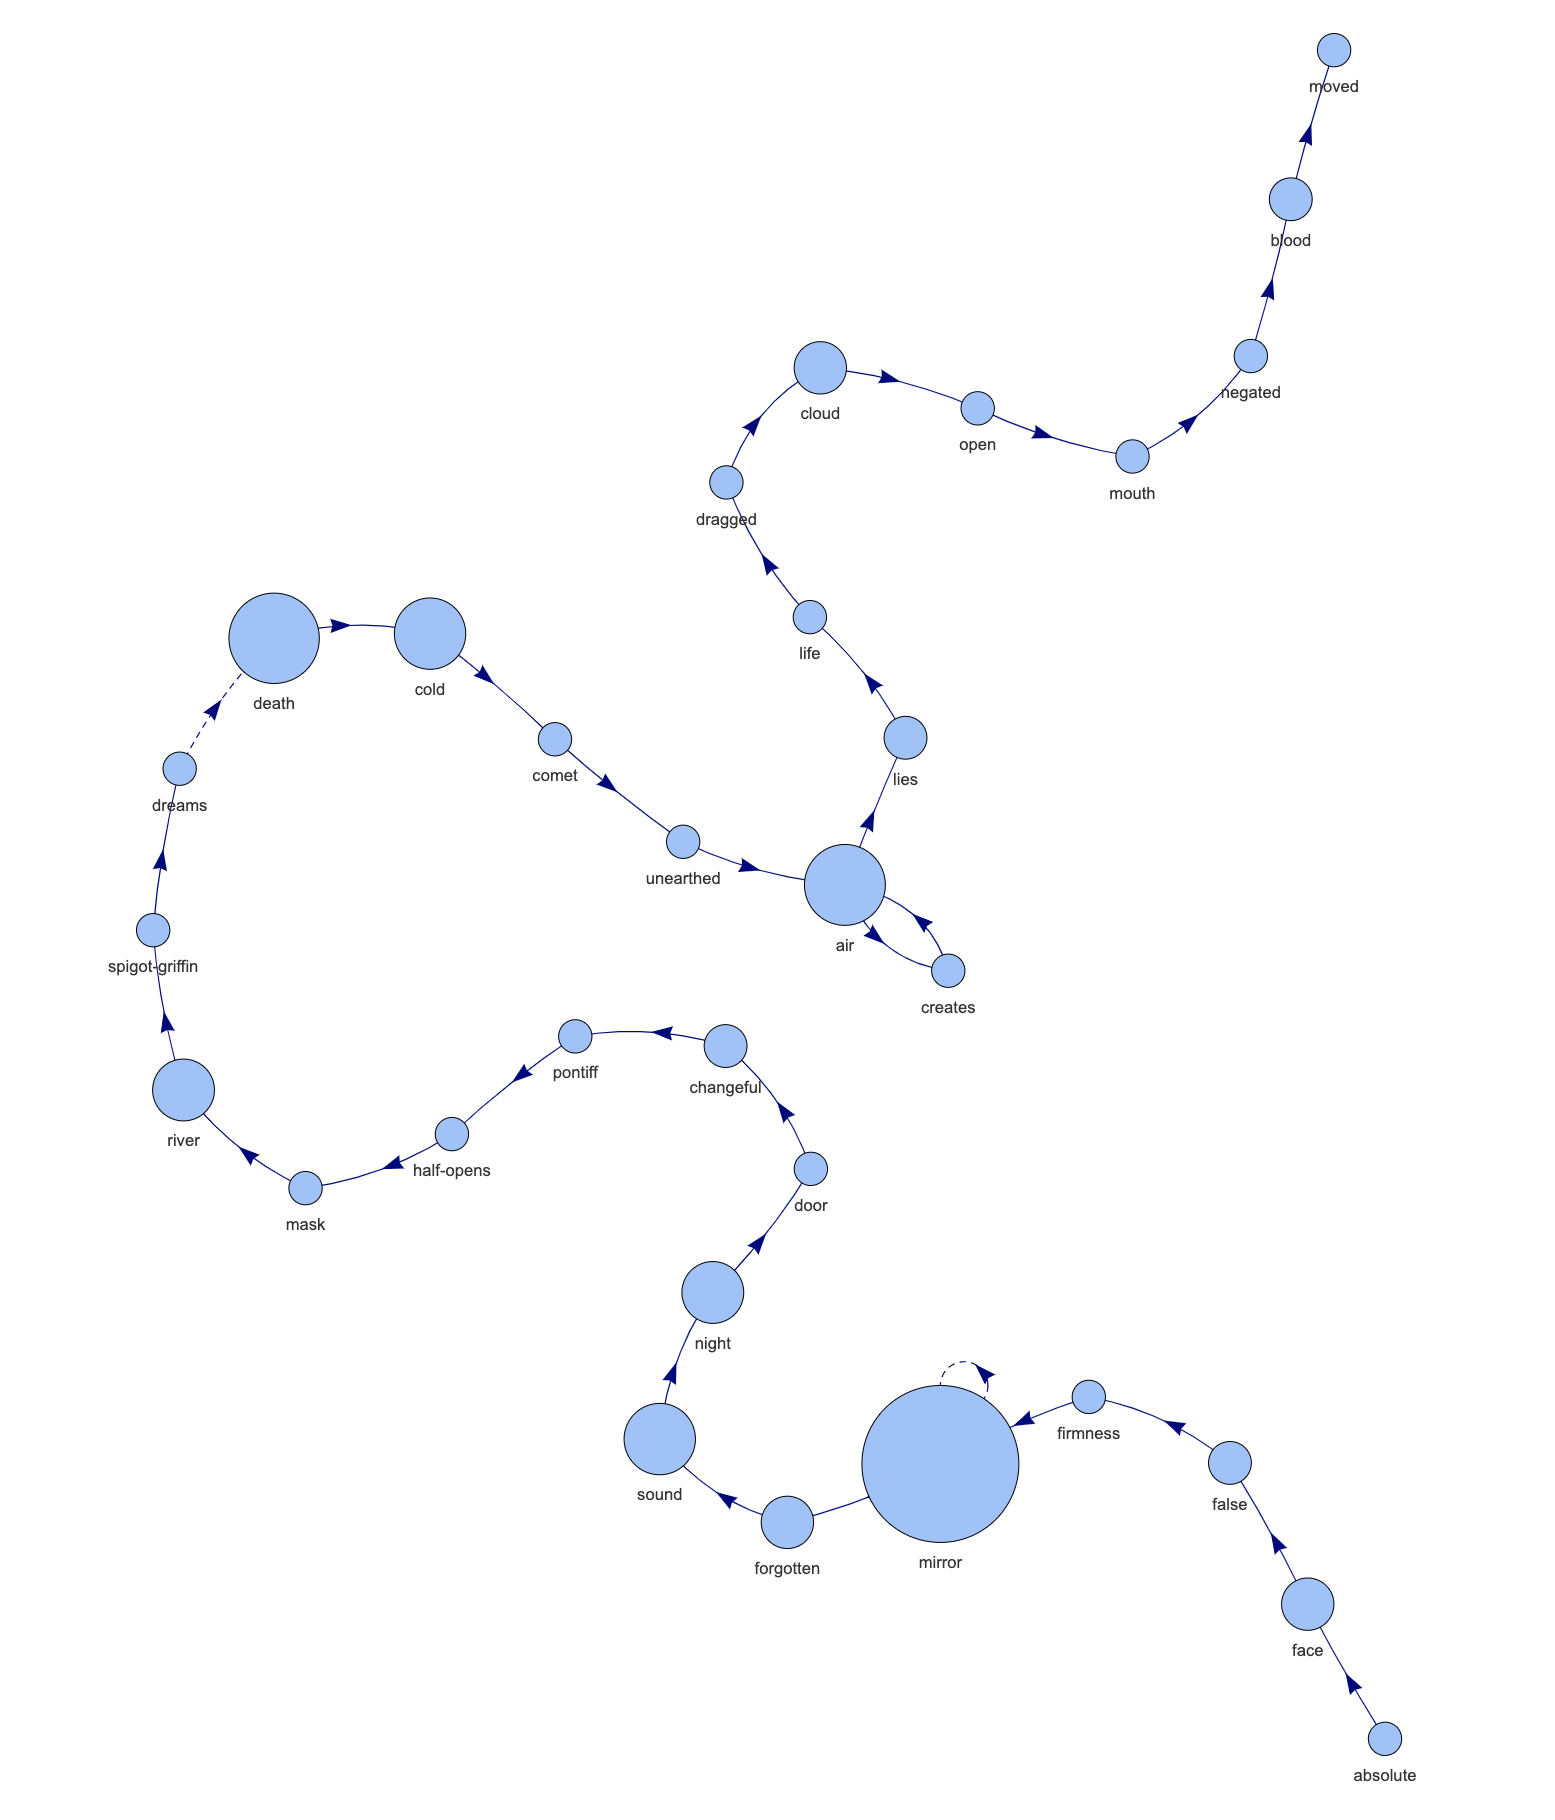 moved
blood
negated
cloud
open
mouth
dragged
life
death
cold
lies
comet
dreams
unearthed
air
spigot-griffin
creates
pontiff
changeful
river
half-opens
door
mask
night
firmness
sound
false
mirror
forgotten
face
absolute